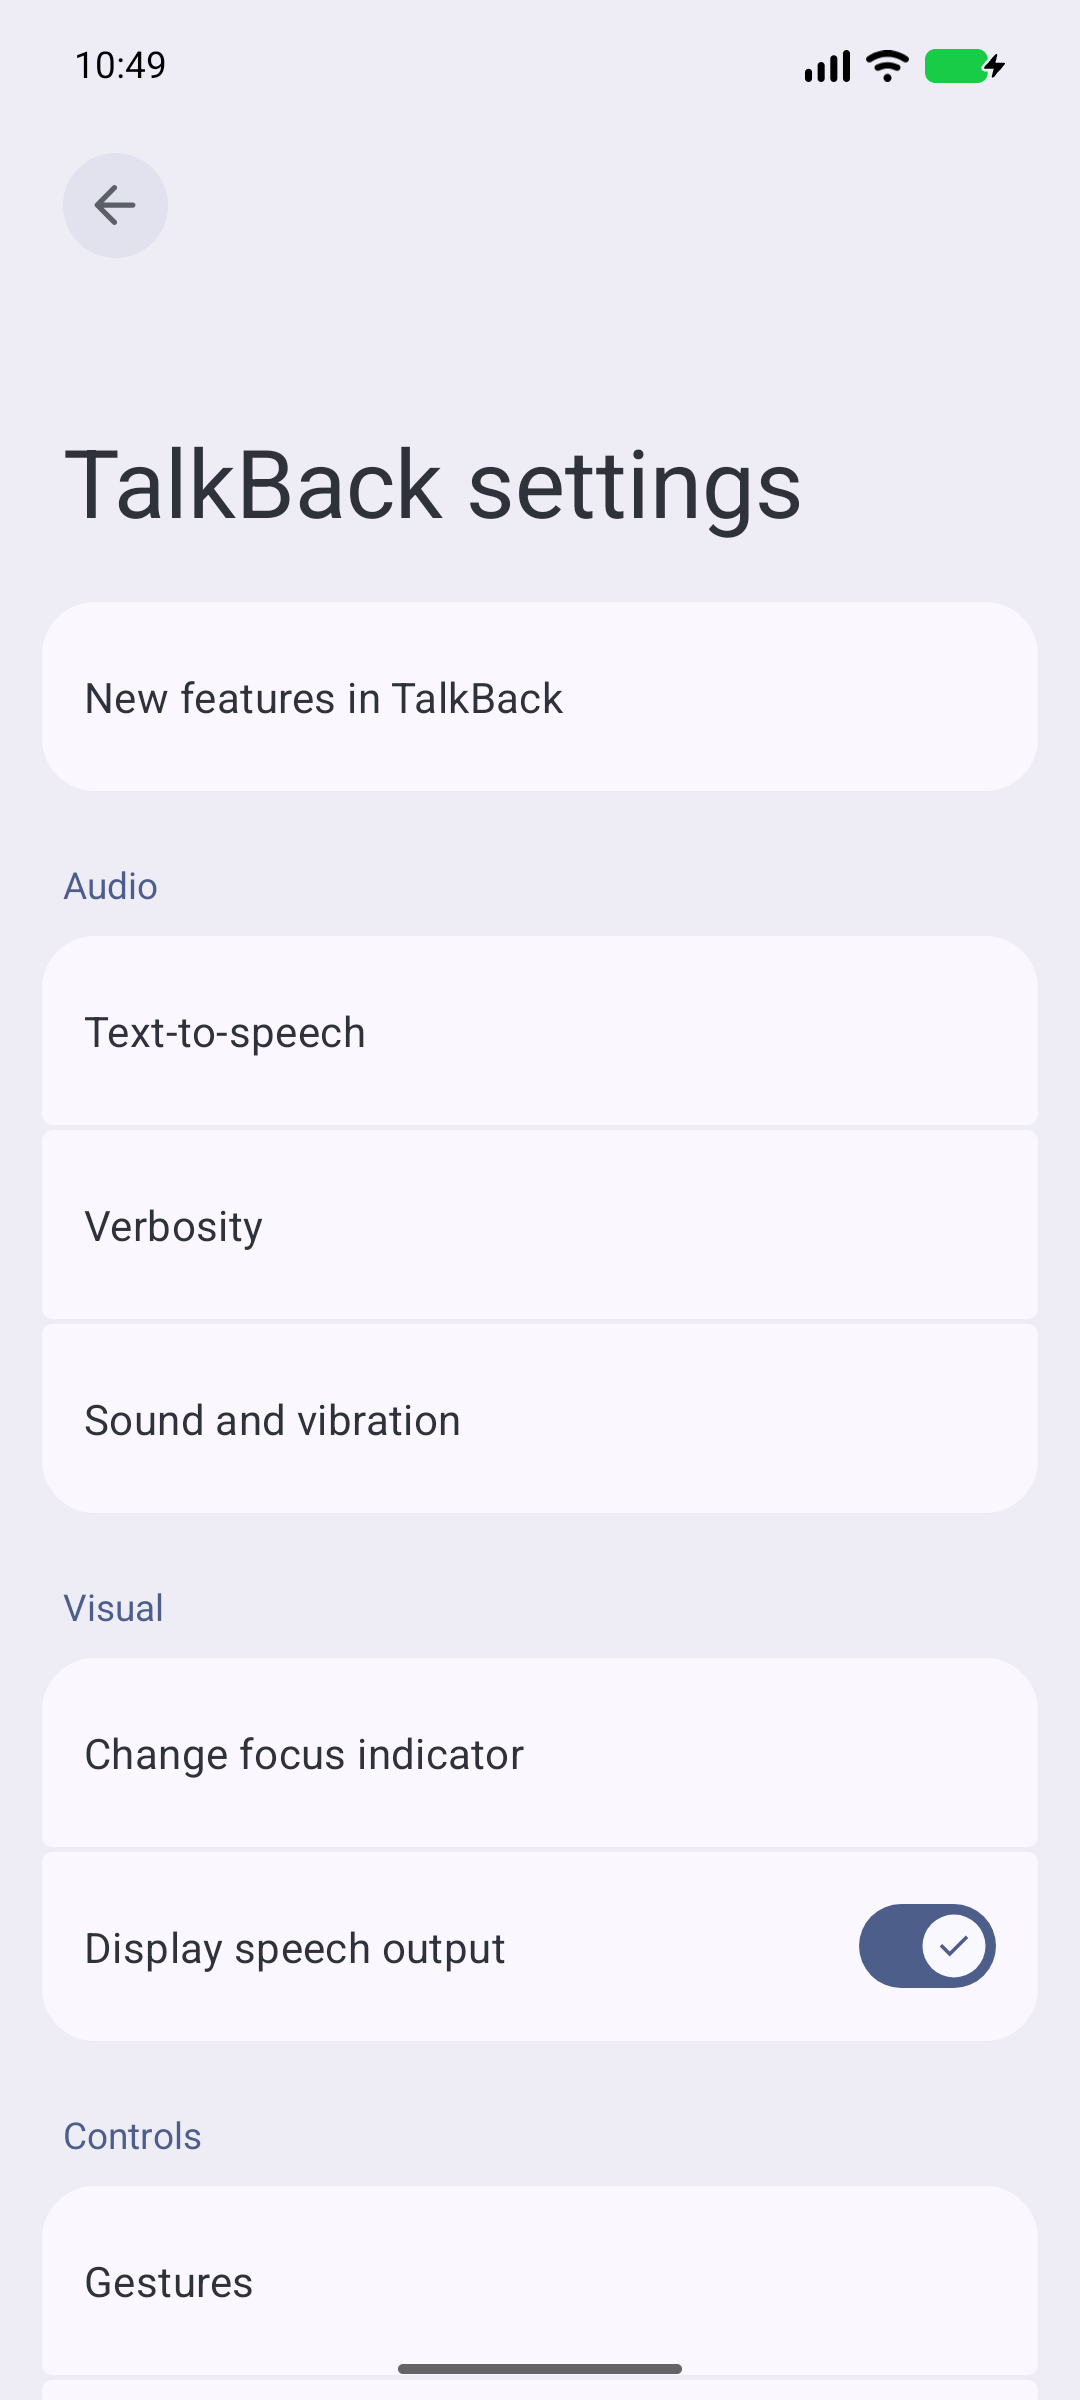 10:49
TalkBack settings
New features in TalkBack
Audio
Text-to-speech
Verbosity
Sound and vibration
Visual
Change focus indicator
Display speech output
Controls
Gestures